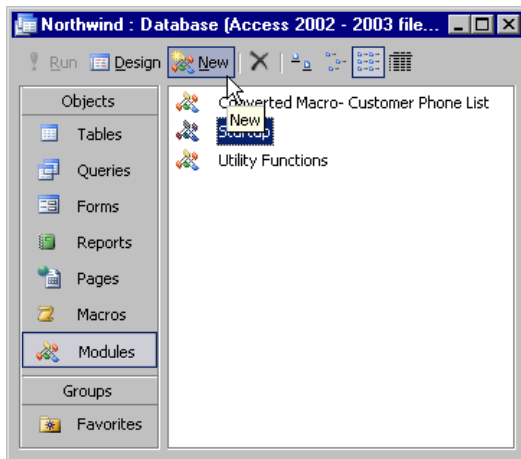 Northwind : Database (Access 2002 - 2003 file...
Run Design New
Objects
Tables
Queries
Forms
Reports
Pages
Macros
Modules
Groups
Favorites
Converted Macro- Customer Phone List
New
Startup
Utility Functions